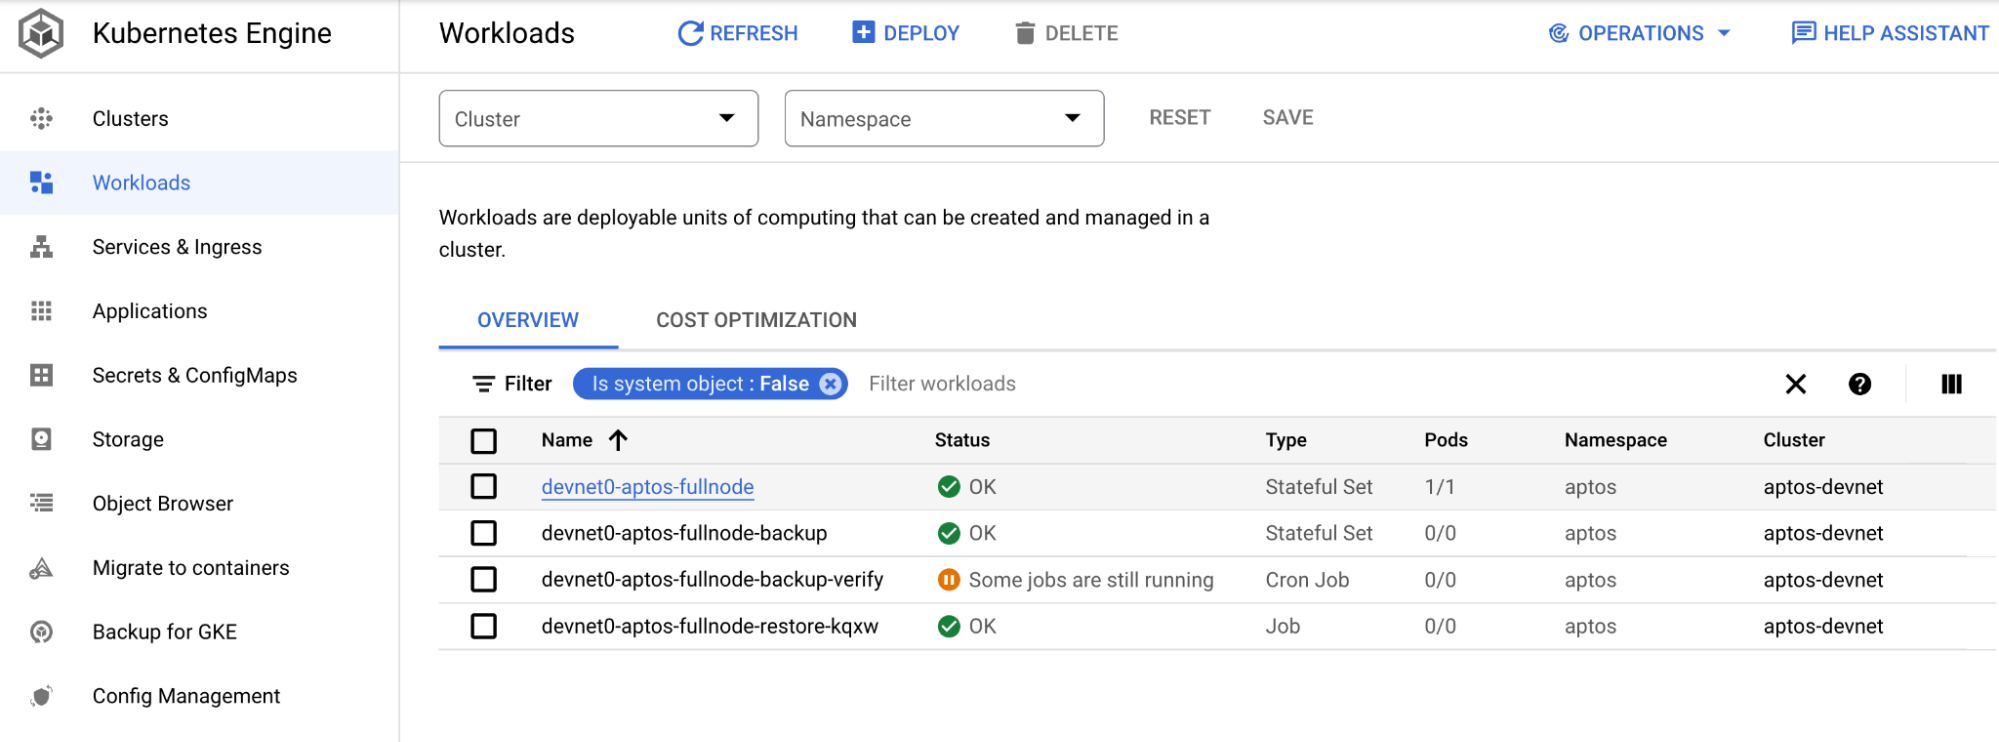 Kubernetes Engine
Workloads
REFRESH
DEPLOY
DELETE
OPERATIONS
HELP ASSISTANT
Clusters
Workloads
Services & Ingress
Applications
Secrets & ConfigMaps
Storage
Object Browser
Migrate to containers
Backup for GKE
Config Management
Cluster
Namespace
RESET
SAVE
Workloads are deployable units of computing that can be created and managed in a
cluster.
OVERVIEW
COST OPTIMIZATION
Filter
Is system object : False
Filter workloads
Name Status Type Pods Namespace Cluster
devnet0-aptos-fullnode OK Stateful Set 1/1 aptos aptos-devnet
devnet0-aptos-fullnode-backup OK Stateful Set 0/0 aptos aptos-devnet
devnet0-aptos-fullnode-backup-verify Some jobs are still running Cron Job 0/0 aptos aptos-devnet
devnet0-aptos-fullnode-restore-kqxw OK Job 0/0 aptos aptos-devnet